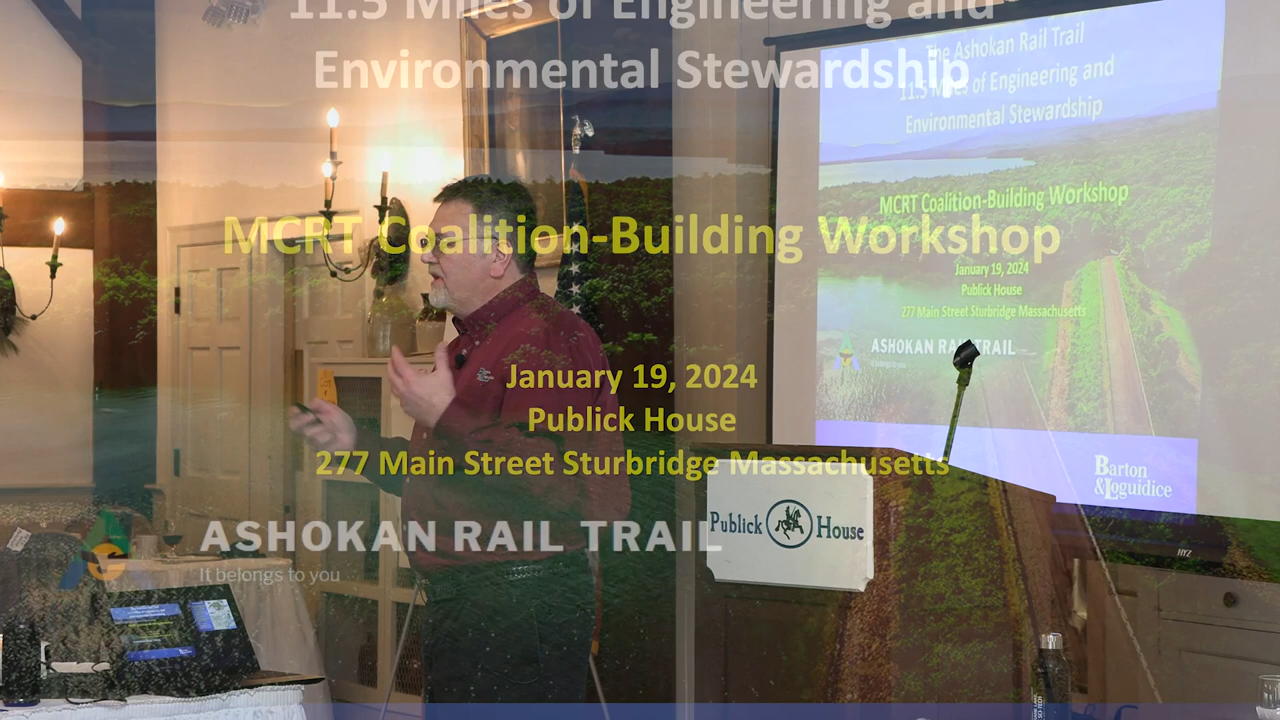 11.5 Miles of Engineering and
Environmental Stewardship
MCRT Coalition-Building Workshop
January 19, 2024
Publick House
277 Main Street Sturbridge Massachusetts
ASHOKAN RAIL TRAIL
It belongs to you
The Ashokan Rail Trail
11.5 Miles of Engineering and
Environmental Stewardship
MCRT Coalition-Building Workshop
January 19, 2024
Publick House
277 Main Street Sturbridge Massachusetts
ASHOKAN RAIL TRAIL
Barton
&Loguidice
Publick House